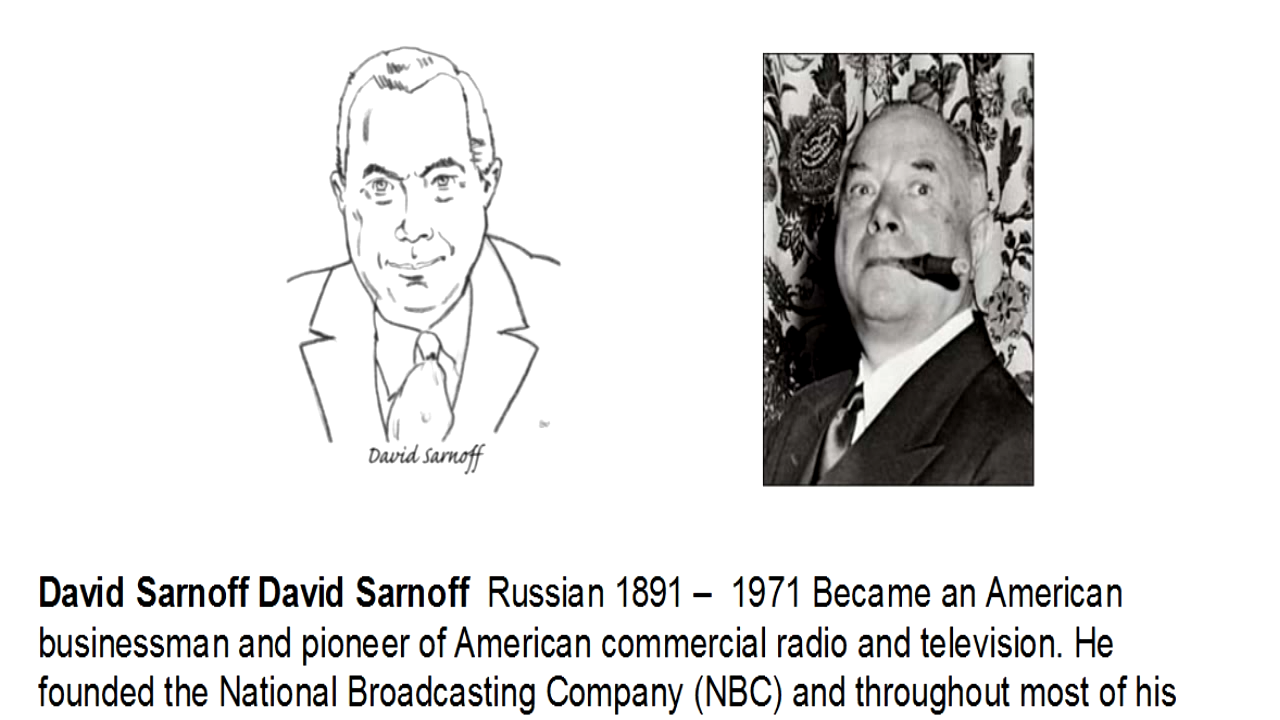 David Sarnoff
David Sarnoff David Sarnoff Russian 1891 – 1971 Became an American
businessman and pioneer of American commercial radio and television. He
founded the National Broadcasting Company (NBC) and throughout most of his